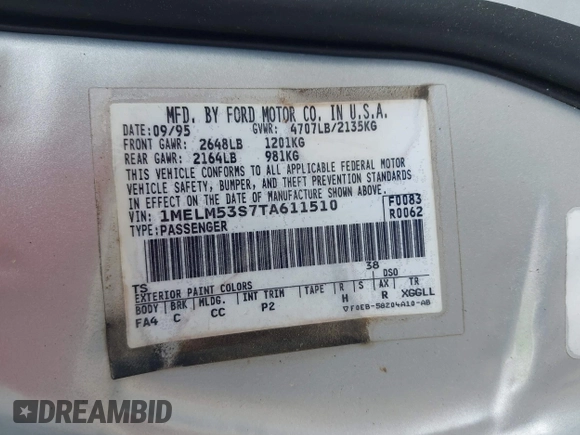 MFD. BY FORD MOTOR CO. IN U.S.A.
DATE: 09/95 GVWR: 4707LB/2135KG
FRONT GAWR: 2648LB 1201KG
REAR GAWR: 2164LB 981KG
THIS VEHICLE CONFORMS TO ALL APPLICABLE FEDERAL MOTOR
VEHICLE SAFETY, BUMPER, AND THEFT PREVENTION STANDARDS
IN EFFECT ON THE DATE OF MANUFACTURE SHOWN ABOVE.
VIN: 1MELM53S7TA611510 F0083
TYPE: PASSENGER R0062
TS 38
EXTERIOR PAINT COLORS DSO
BODY BRK MLDG. INT TRIM TAPE R S AX TR
FA4 C CC P2 H R XGGLL
▽F0EB-58204A10-AB
DREAMBID